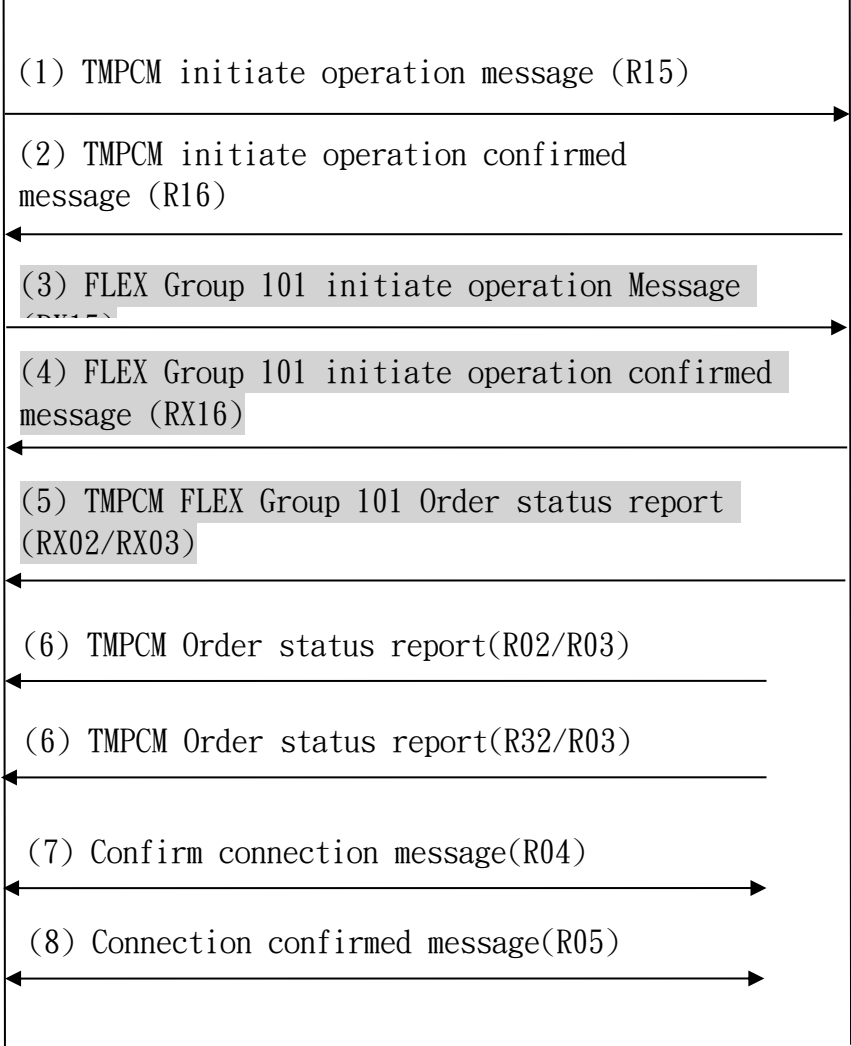 (1) TMPCM initiate operation message (R15)
(2) TMPCM initiate operation confirmed
message (R16)
(3) FLEX Group 101 initiate operation Message
(RX15)
(4) FLEX Group 101 initiate operation confirmed
message (RX16)
(5) TMPCM FLEX Group 101 Order status report
(RX02/RX03)
(6) TMPCM Order status report(R02/R03)
(6) TMPCM Order status report(R32/R03)
(7) Confirm connection message(R04)
(8) Connection confirmed message(R05)